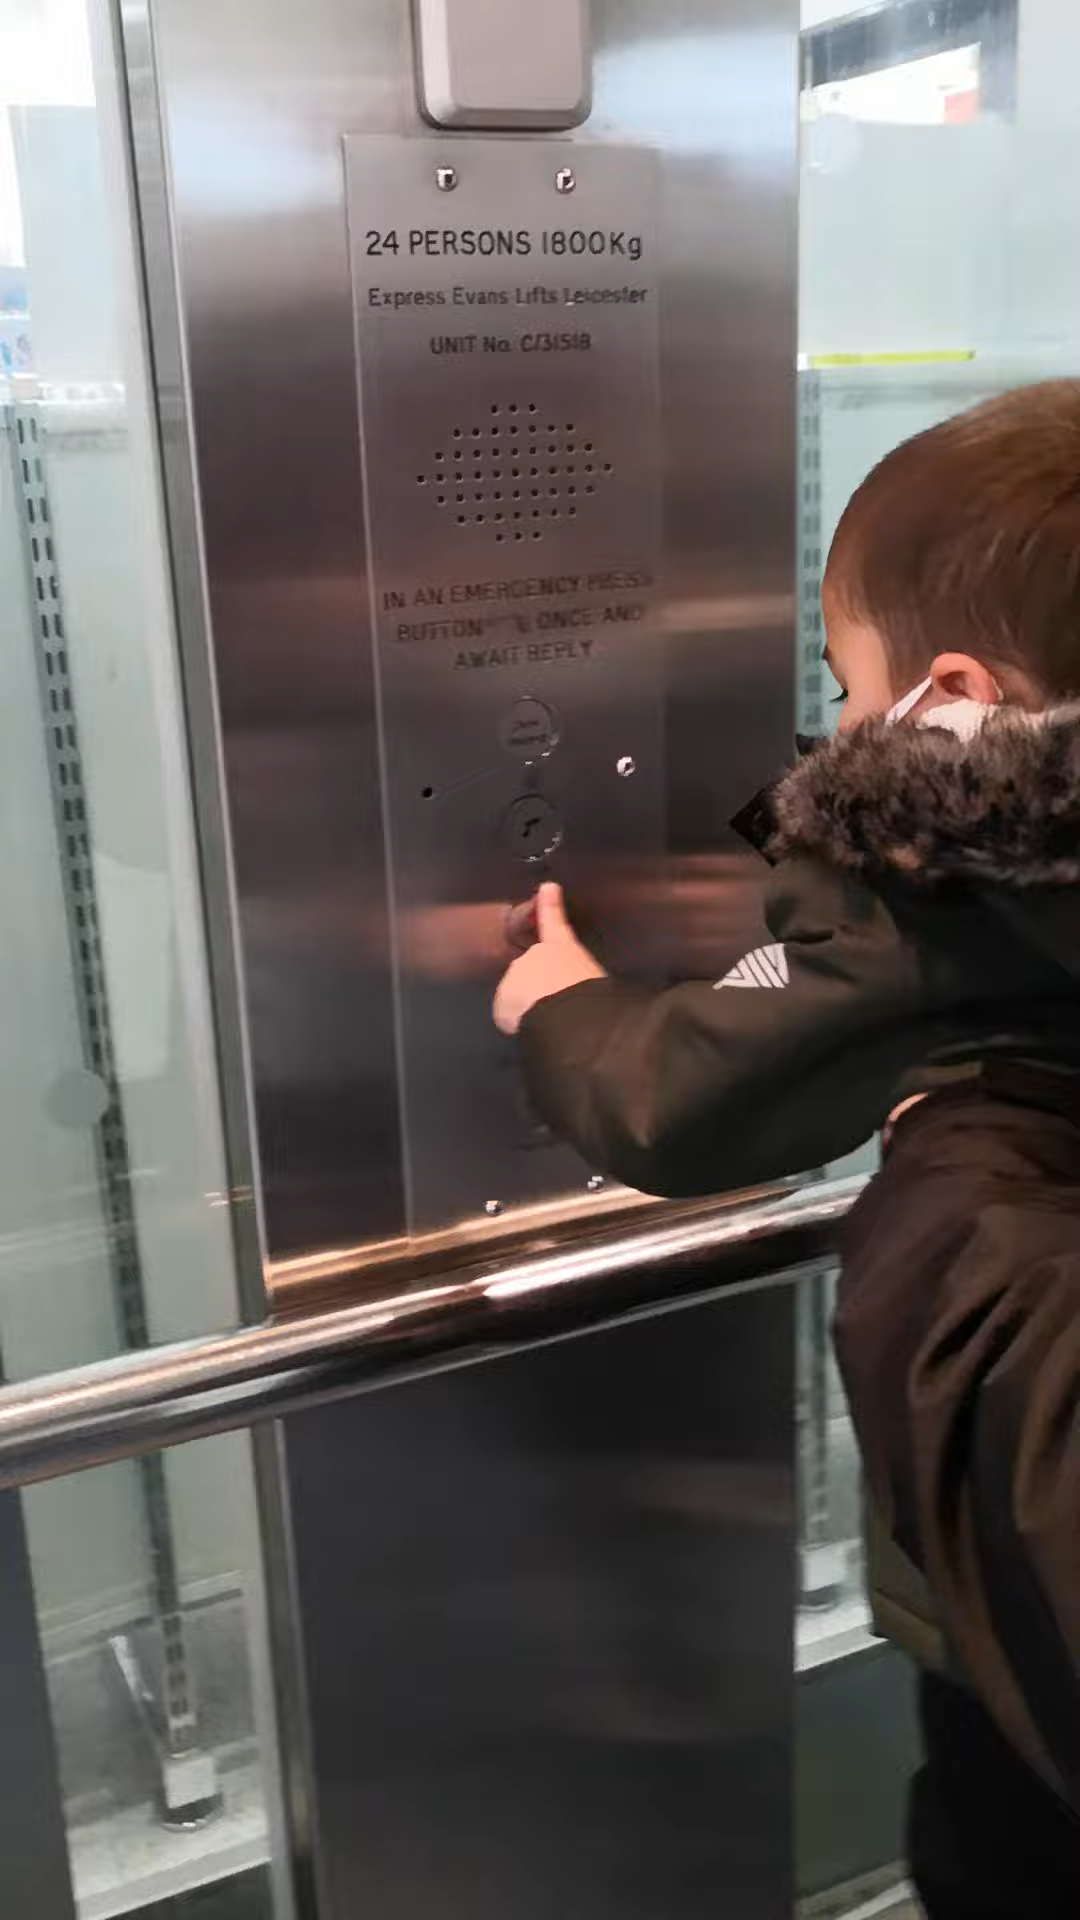 24 PERSONS 1800Kg
Express Evans Lifts Leicester
UNIT No. C/31518
IN AN EMERGENCY PRESS
BUTTON ONCE AND
AWAIT REPLY